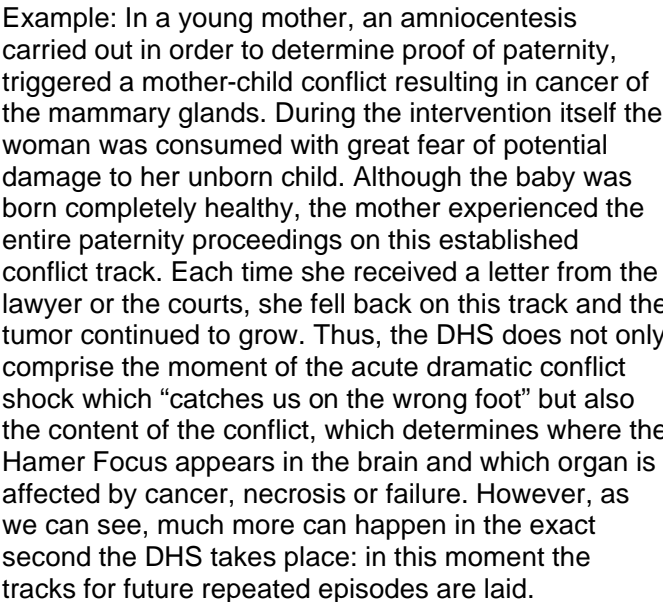 Example: In a young mother, an amniocentesis
carried out in order to determine proof of paternity,
triggered a mother-child conflict resulting in cancer of
the mammary glands. During the intervention itself the
woman was consumed with great fear of potential
damage to her unborn child. Although the baby was
born completely healthy, the mother experienced the
entire paternity proceedings on this established
conflict track. Each time she received a letter from the
lawyer or the courts, she fell back on this track and the
tumor continued to grow. Thus, the DHS does not only
comprise the moment of the acute dramatic conflict
shock which “catches us on the wrong foot” but also
the content of the conflict, which determines where the
Hamer Focus appears in the brain and which organ is
affected by cancer, necrosis or failure. However, as
we can see, much more can happen in the exact
second the DHS takes place: in this moment the
tracks for future repeated episodes are laid.